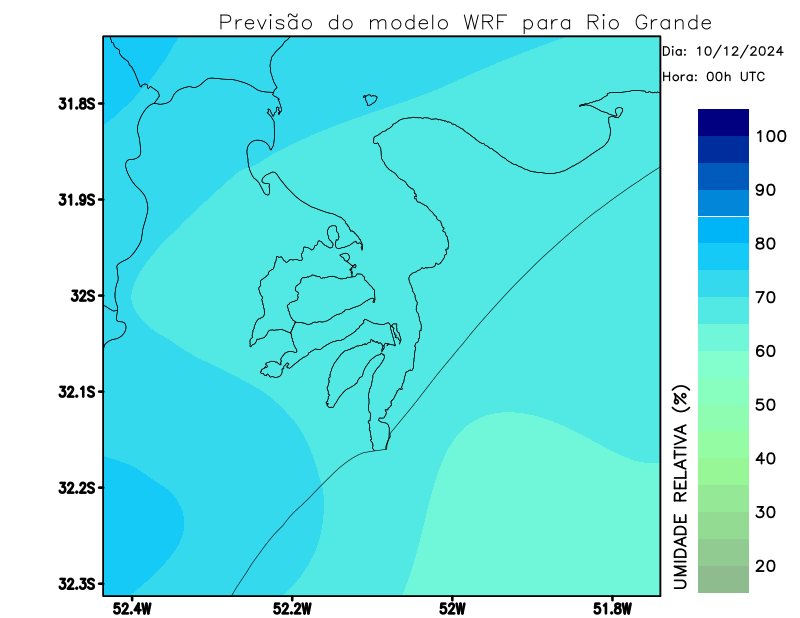 Previsão do modelo WRF para Rio Grande
Dia: 10/12/2024
Hora: 00h UTC
31.8S
31.9S
32S
32.1S
32.2S
32.3S
52.4W
52.2W
52W
51.8W
100
90
80
70
60
50
40
30
20
UMIDADE RELATIVA (%)